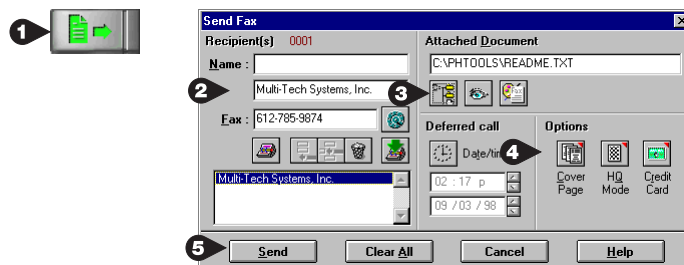 1
Send Fax
Recipient(s) 0001
Name :
2
Multi-Tech Systems, Inc.
Fax : 612-785-9874
Multi-Tech Systems, Inc.
Attached Document
C:\PHTOOLS\README.TXT
3
Deferred call
Date/tim
02 : 17 p
09 / 03 / 98
Options
4
Cover Page
HQ Mode
Credit Card
5
Send
Clear All
Cancel
Help